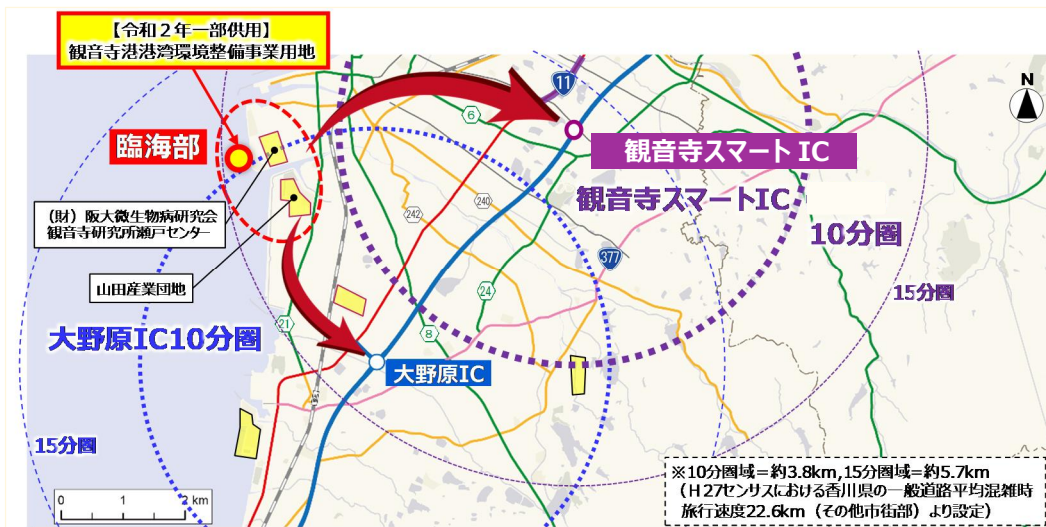 【令和2年一部供用】
観音寺港港湾環境整備事業用地
11
N
6
臨海部
観音寺スマート IC
観音寺スマートIC
(財)阪大微生物病研究会
観音寺研究所瀬戸センター
242
240
10分圏
377
山田産業団地
24
15分圏
21
8
大野原IC10分圏
大野原IC
15分圏
※10分圏域=約3.8km,15分圏域=約5.7km
(H27センサスにおける香川県の一般道路平均混雑時
旅行速度22.6km(その他市街部)より設定)
0 1 2 km